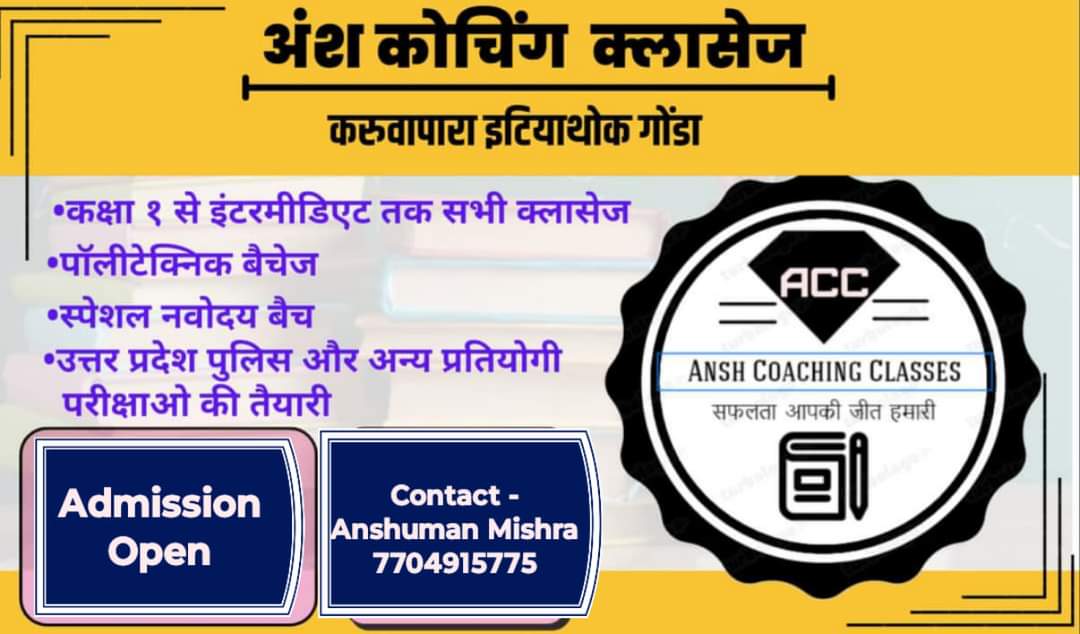 अंश कोचिंग क्लासेज
करुवापारा इटियाथोक गोंडा
•कक्षा १ से इंटरमीडिएट तक सभी क्लासेज
•पॉलीटेक्निक बैचेज
•स्पेशल नवोदय बैच
•उत्तर प्रदेश पुलिस और अन्य प्रतियोगी
परीक्षाओ की तैयारी
Admission
Open
Contact -
Anshuman Mishra
7704915775
ACC
ANSH COACHING CLASSES
सफलता आपकी जीत हमारी